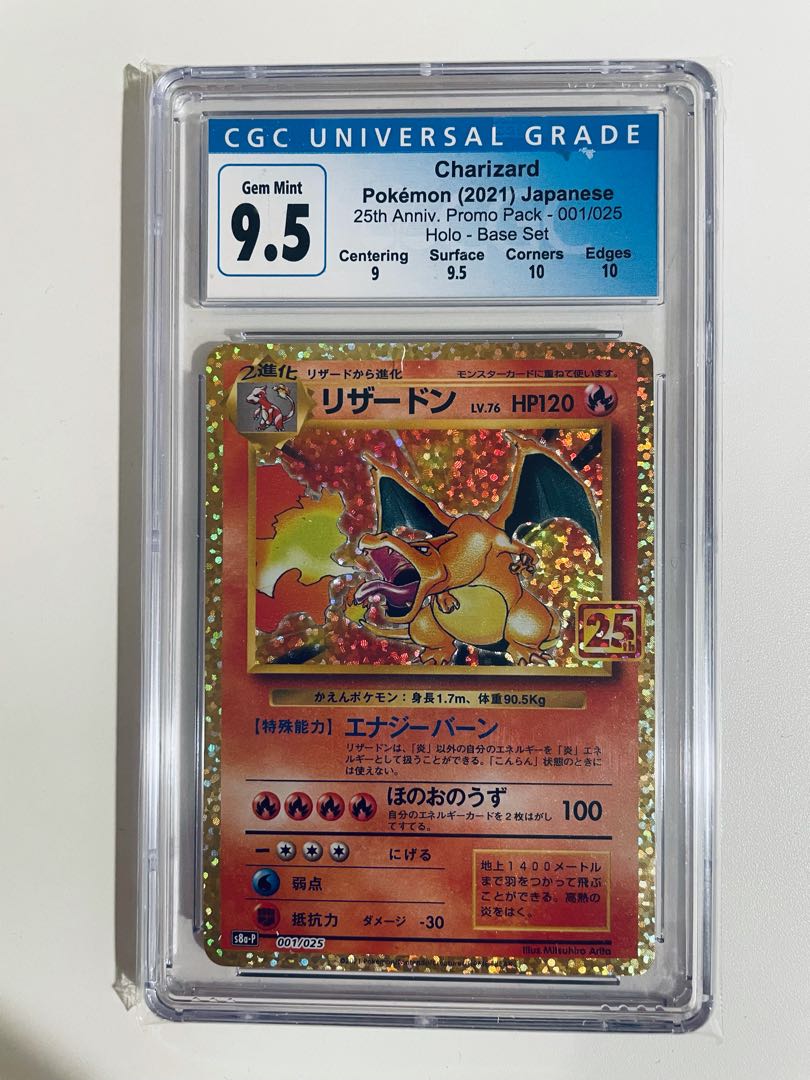 CGC UNIVERSAL GRADE
Gem Mint
9.5
Charizard
Pokémon (2021) Japanese
25th Anniv. Promo Pack - 001/025
Holo - Base Set
Centering Surface Corners Edges
9 9.5 10 10
2進化 リザードから進化 モンスターカードに重ねて使います。
リザードン LV.76 HP120
25th
かえんポケモン：身長1.7m、体重90.5Kg
【特殊能力】エナジーバーン
リザードンは、「炎」以外の自分のエネルギーを「炎」エネ
ルギーとして扱うことができる。「こんらん」状態のときに
は使えない。
ほのおのうず 100
自分のエネルギーカードを２枚はがし
てすてる。
ー にげる
弱点
抵抗力 ダメージ -30
地上１４００メートル
まで羽をつかって飛ぶ
ことができる。高熱の
炎をはく。
s8a-P 001/025
Illus. Mitsuhiro Arita